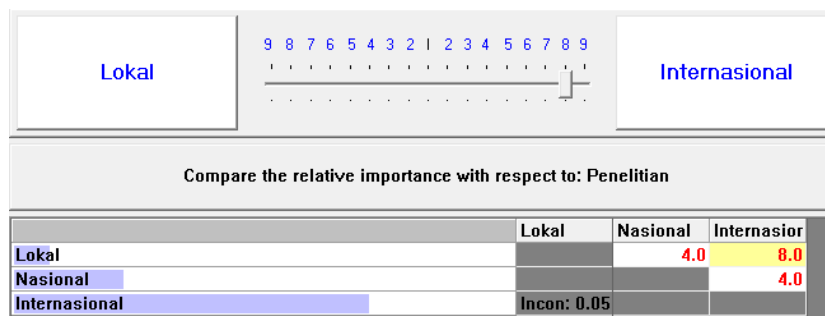 9 8 7 6 5 4 3 2 1 2 3 4 5 6 7 8 9
Lokal
Internasional
Compare the relative importance with respect to: Penelitian
Lokal Nasional Internasior
Lokal 4.0 8.0
Nasional 4.0
Internasional Incon: 0.05